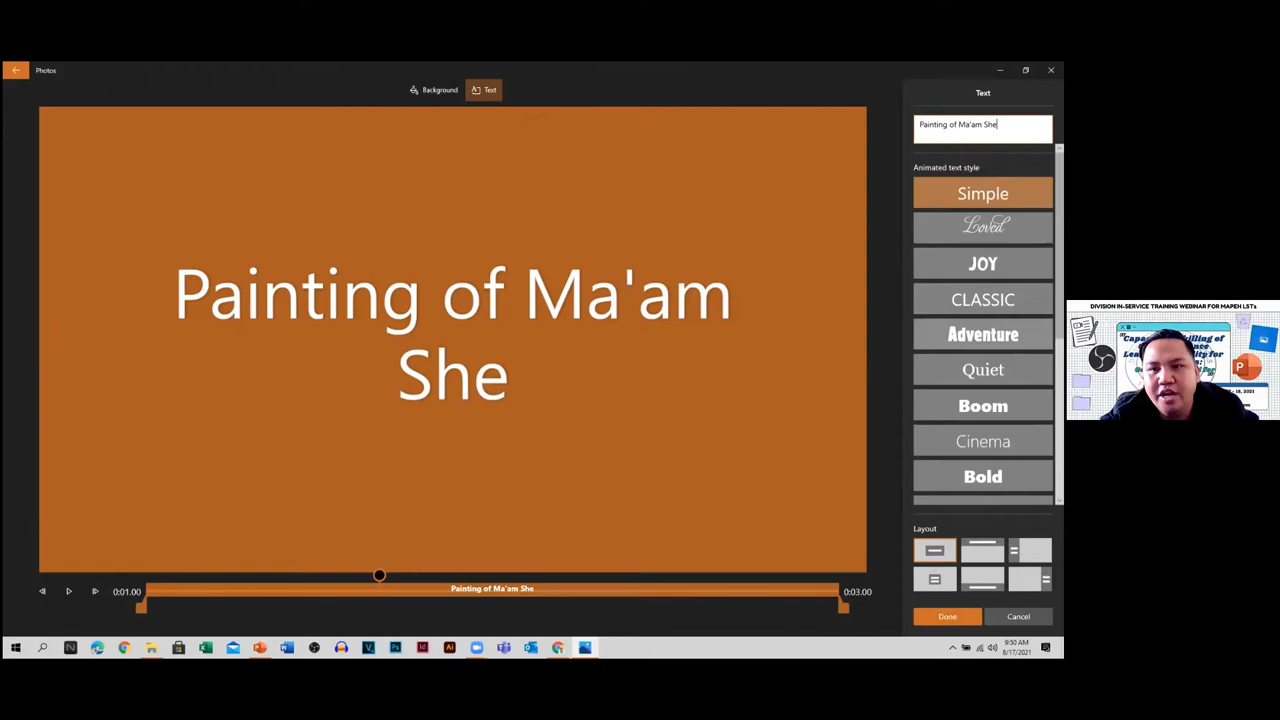 Photos
Background
Text
Text
Painting of Ma'am She
Animated text style
Simple
Loved
JOY
CLASSIC
Adventure
Quiet
Boom
Cinema
Bold
Painting of Ma'am
She
Layout
0:01.00
Painting of Ma'am She
0:03.00
Done
Cancel
9:50 AM
8/17/2021
DIVISION IN-SERVICE TRAINING WEBINAR FOR MAPEH LSTs